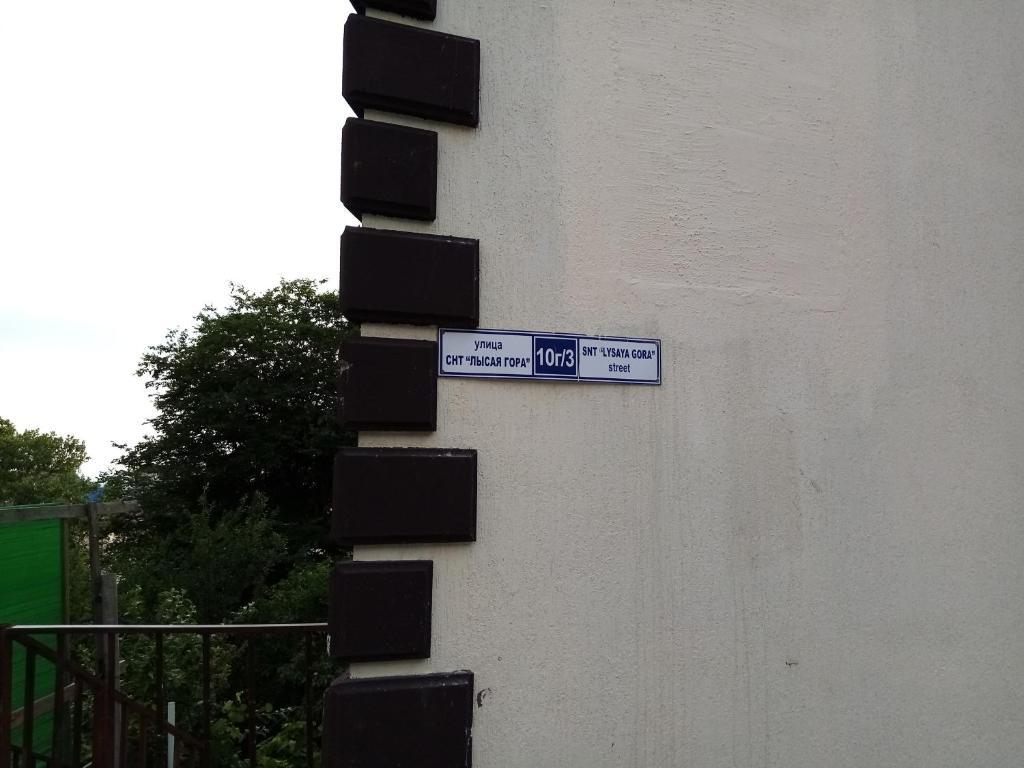 улица
СНТ "ЛЫСАЯ ГОРА"
10г/3
SNT "LYSAYA GORA"
street